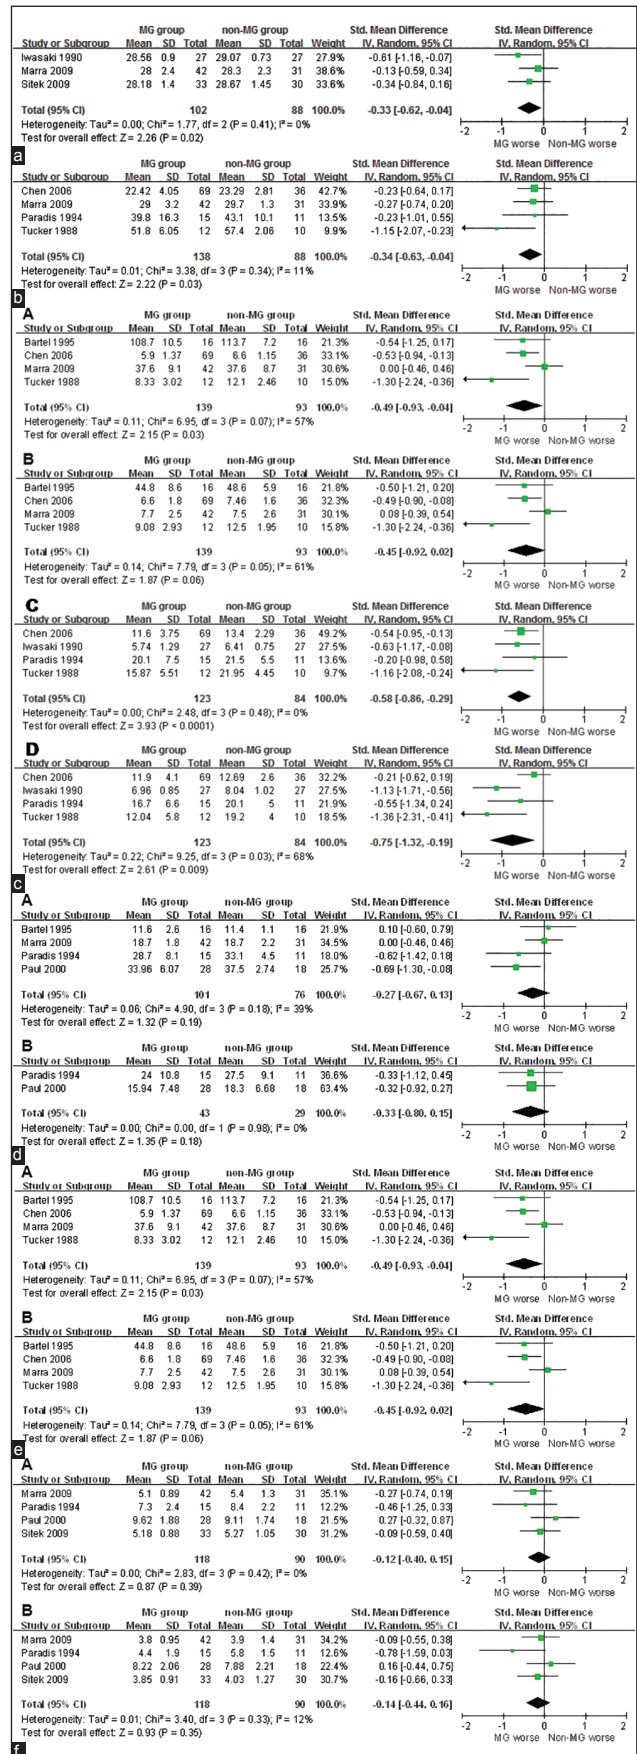 MG group non-MG group Std. Mean Difference Std. Mean Difference
Study or Subgroup Mean SD Total Mean SD Total Weight IV, Random, 95% CI IV, Random, 95% CI
Iwasaki 1990 28.56 0.9 27 29.07 0.73 27 27.9% -0.61 [-1.16, -0.07]
Marra 2009 28 2.4 42 28.3 2.3 31 38.6% -0.13 [-0.59, 0.34]
Sitek 2009 28.18 1.4 33 28.67 1.45 30 33.6% -0.34 [-0.84, 0.16]
Total (95% CI) 102 88 100.0% -0.33 [-0.62, -0.04]
Heterogeneity: Tau² = 0.00; Chi² = 1.77, df = 2 (P = 0.41); I² = 0%
Test for overall effect: Z = 2.26 (P = 0.02)
-2 -1 0 1 2
MG worse Non-MG worse
a
MG group non-MG group Std. Mean Difference Std. Mean Difference
Study or Subgroup Mean SD Total Mean SD Total Weight IV, Random, 95% CI IV, Random, 95% CI
Chen 2006 22.42 4.05 69 23.29 2.81 36 42.7% -0.23 [-0.64, 0.17]
Marra 2009 29 3.2 42 29.7 1.3 31 33.9% -0.27 [-0.74, 0.20]
Paradis 1994 39.8 16.3 15 43.1 10.1 11 13.5% -0.23 [-1.01, 0.55]
Tucker 1988 51.8 6.05 12 57.4 2.06 10 9.9% -1.15 [-2.07, -0.23]
Total (95% CI) 138 88 100.0% -0.34 [-0.63, -0.04]
Heterogeneity: Tau² = 0.01; Chi² = 3.38, df = 3 (P = 0.34); I² = 11%
Test for overall effect: Z = 2.22 (P = 0.03)
-2 -1 0 1 2
MG worse Non-MG worse
b
A
MG group non-MG group Std. Mean Difference Std. Mean Difference
Study or Subgroup Mean SD Total Mean SD Total Weight IV, Random, 95% CI IV, Random, 95% CI
Bartel 1995 108.7 10.5 16 113.7 7.2 16 21.3% -0.54 [-1.25, 0.17]
Chen 2006 5.9 1.37 69 6.6 1.15 36 33.1% -0.53 [-0.94, -0.13]
Marra 2009 37.6 9.1 42 37.6 8.7 31 30.6% 0.00 [-0.46, 0.46]
Tucker 1988 8.33 3.02 12 12.1 2.46 10 15.0% -1.30 [-2.24, -0.36]
Total (95% CI) 139 93 100.0% -0.49 [-0.93, -0.04]
Heterogeneity: Tau² = 0.11; Chi² = 6.95, df = 3 (P = 0.07); I² = 57%
Test for overall effect: Z = 2.15 (P = 0.03)
-2 -1 0 1 2
MG worse Non-MG worse
B
MG group non-MG group Std. Mean Difference Std. Mean Difference
Study or Subgroup Mean SD Total Mean SD Total Weight IV, Random, 95% CI IV, Random, 95% CI
Bartel 1995 44.8 8.6 16 48.6 5.9 16 21.8% -0.50 [-1.21, 0.20]
Chen 2006 6.6 1.8 69 7.46 1.6 36 32.3% -0.49 [-0.90, -0.08]
Marra 2009 7.7 2.5 42 7.5 2.6 31 30.1% 0.08 [-0.39, 0.54]
Tucker 1988 9.08 2.93 12 12.5 1.95 10 15.8% -1.30 [-2.24, -0.36]
Total (95% CI) 139 93 100.0% -0.45 [-0.92, 0.02]
Heterogeneity: Tau² = 0.14; Chi² = 7.79, df = 3 (P = 0.05); I² = 61%
Test for overall effect: Z = 1.87 (P = 0.06)
-2 -1 0 1 2
MG worse Non-MG worse
C
MG group non-MG group Std. Mean Difference Std. Mean Difference
Study or Subgroup Mean SD Total Mean SD Total Weight IV, Random, 95% CI IV, Random, 95% CI
Chen 2006 11.6 3.75 69 13.4 2.29 36 49.2% -0.54 [-0.95, -0.13]
Iwasaki 1990 5.74 1.29 27 6.41 0.75 27 27.5% -0.63 [-1.17, -0.08]
Paradis 1994 20.1 7.5 15 21.5 5.5 11 13.6% -0.20 [-0.98, 0.58]
Tucker 1988 15.87 5.51 12 21.95 4.45 10 9.7% -1.16 [-2.08, -0.24]
Total (95% CI) 123 84 100.0% -0.58 [-0.86, -0.29]
Heterogeneity: Tau² = 0.00; Chi² = 2.48, df = 3 (P = 0.48); I² = 0%
Test for overall effect: Z = 3.93 (P < 0.0001)
-2 -1 0 1 2
MG worse Non-MG worse
D
MG group non-MG group Std. Mean Difference Std. Mean Difference
Study or Subgroup Mean SD Total Mean SD Total Weight IV, Random, 95% CI IV, Random, 95% CI
Chen 2006 11.9 4.1 69 12.69 2.6 36 32.2% -0.21 [-0.62, 0.19]
Iwasaki 1990 6.96 0.85 27 8.04 1.02 27 27.9% -1.13 [-1.71, -0.56]
Paradis 1994 16.7 6.6 15 20.1 5 11 21.4% -0.55 [-1.34, 0.24]
Tucker 1988 12.04 5.8 12 19.2 4 10 18.5% -1.36 [-2.31, -0.41]
Total (95% CI) 123 84 100.0% -0.75 [-1.32, -0.19]
Heterogeneity: Tau² = 0.22; Chi² = 9.25, df = 3 (P = 0.03); I² = 68%
Test for overall effect: Z = 2.61 (P = 0.009)
-2 -1 0 1 2
MG worse Non-MG worse
c
A
MG group non-MG group Std. Mean Difference Std. Mean Difference
Study or Subgroup Mean SD Total Mean SD Total Weight IV, Random, 95% CI IV, Random, 95% CI
Bartel 1995 11.6 2.6 16 11.4 1.1 16 21.9% 0.10 [-0.60, 0.79]
Marra 2009 18.7 1.8 42 18.7 2.2 31 34.5% 0.00 [-0.46, 0.46]
Paradis 1994 28.7 8.1 15 33.1 4.5 11 18.0% -0.62 [-1.42, 0.18]
Paul 2000 33.96 6.07 28 37.5 2.74 18 25.7% -0.69 [-1.30, -0.08]
Total (95% CI) 101 76 100.0% -0.27 [-0.67, 0.13]
Heterogeneity: Tau² = 0.06; Chi² = 4.90, df = 3 (P = 0.18); I² = 39%
Test for overall effect: Z = 1.32 (P = 0.19)
-2 -1 0 1 2
MG worse Non-MG worse
B
MG group non-MG group Std. Mean Difference Std. Mean Difference
Study or Subgroup Mean SD Total Mean SD Total Weight IV, Random, 95% CI IV, Random, 95% CI
Paradis 1994 24 10.8 15 27.5 9.1 11 36.6% -0.33 [-1.12, 0.45]
Paul 2000 15.94 7.48 28 18.3 6.68 18 63.4% -0.32 [-0.92, 0.27]
Total (95% CI) 43 29 100.0% -0.33 [-0.80, 0.15]
Heterogeneity: Tau² = 0.00; Chi² = 0.00, df = 1 (P = 0.98); I² = 0%
Test for overall effect: Z = 1.35 (P = 0.18)
-2 -1 0 1 2
MG worse Non-MG worse
d
A
MG group non-MG group Std. Mean Difference Std. Mean Difference
Study or Subgroup Mean SD Total Mean SD Total Weight IV, Random, 95% CI IV, Random, 95% CI
Bartel 1995 108.7 10.5 16 113.7 7.2 16 21.3% -0.54 [-1.25, 0.17]
Chen 2006 5.9 1.37 69 6.6 1.15 36 33.1% -0.53 [-0.94, -0.13]
Marra 2009 37.6 9.1 42 37.6 8.7 31 30.6% 0.00 [-0.46, 0.46]
Tucker 1988 8.33 3.02 12 12.1 2.46 10 15.0% -1.30 [-2.24, -0.36]
Total (95% CI) 139 93 100.0% -0.49 [-0.93, -0.04]
Heterogeneity: Tau² = 0.11; Chi² = 6.95, df = 3 (P = 0.07); I² = 57%
Test for overall effect: Z = 2.15 (P = 0.03)
-2 -1 0 1 2
MG worse Non-MG worse
B
MG group non-MG group Std. Mean Difference Std. Mean Difference
Study or Subgroup Mean SD Total Mean SD Total Weight IV, Random, 95% CI IV, Random, 95% CI
Bartel 1995 44.8 8.6 16 48.6 5.9 16 21.8% -0.50 [-1.21, 0.20]
Chen 2006 6.6 1.8 69 7.46 1.6 36 32.3% -0.49 [-0.90, -0.08]
Marra 2009 7.7 2.5 42 7.5 2.6 31 30.1% 0.08 [-0.39, 0.54]
Tucker 1988 9.08 2.93 12 12.5 1.95 10 15.8% -1.30 [-2.24, -0.36]
Total (95% CI) 139 93 100.0% -0.45 [-0.92, 0.02]
Heterogeneity: Tau² = 0.14; Chi² = 7.79, df = 3 (P = 0.05); I² = 61%
Test for overall effect: Z = 1.87 (P = 0.06)
-2 -1 0 1 2
MG worse Non-MG worse
e
A
MG group non-MG group Std. Mean Difference Std. Mean Difference
Study or Subgroup Mean SD Total Mean SD Total Weight IV, Random, 95% CI IV, Random, 95% CI
Marra 2009 5.1 0.89 42 5.4 1.3 31 35.1% -0.27 [-0.74, 0.19]
Paradis 1994 7.3 2.4 15 8.4 2.2 11 12.2% -0.46 [-1.25, 0.33]
Paul 2000 9.62 1.88 28 9.11 1.74 18 21.5% 0.27 [-0.32, 0.87]
Sitek 2009 5.18 0.88 33 5.27 1.05 30 31.2% -0.09 [-0.59, 0.40]
Total (95% CI) 118 90 100.0% -0.12 [-0.40, 0.15]
Heterogeneity: Tau² = 0.00; Chi² = 2.83, df = 3 (P = 0.42); I² = 0%
Test for overall effect: Z = 0.87 (P = 0.39)
-2 -1 0 1 2
MG worse Non-MG worse
B
MG group non-MG group Std. Mean Difference Std. Mean Difference
Study or Subgroup Mean SD Total Mean SD Total Weight IV, Random, 95% CI IV, Random, 95% CI
Marra 2009 3.8 0.95 42 3.9 1.4 31 34.2% -0.09 [-0.55, 0.38]
Paradis 1994 4.4 1.9 15 5.8 1.5 11 12.7% -0.78 [-1.59, 0.03]
Paul 2000 8.22 2.06 28 7.88 2.21 18 22.4% 0.16 [-0.44, 0.75]
Sitek 2009 3.85 0.91 33 4.03 1.27 30 30.7% -0.16 [-0.66, 0.33]
Total (95% CI) 118 90 100.0% -0.14 [-0.44, 0.16]
Heterogeneity: Tau² = 0.01; Chi² = 3.40, df = 3 (P = 0.33); I² = 12%
Test for overall effect: Z = 0.93 (P = 0.35)
-2 -1 0 1 2
MG worse Non-MG worse
f